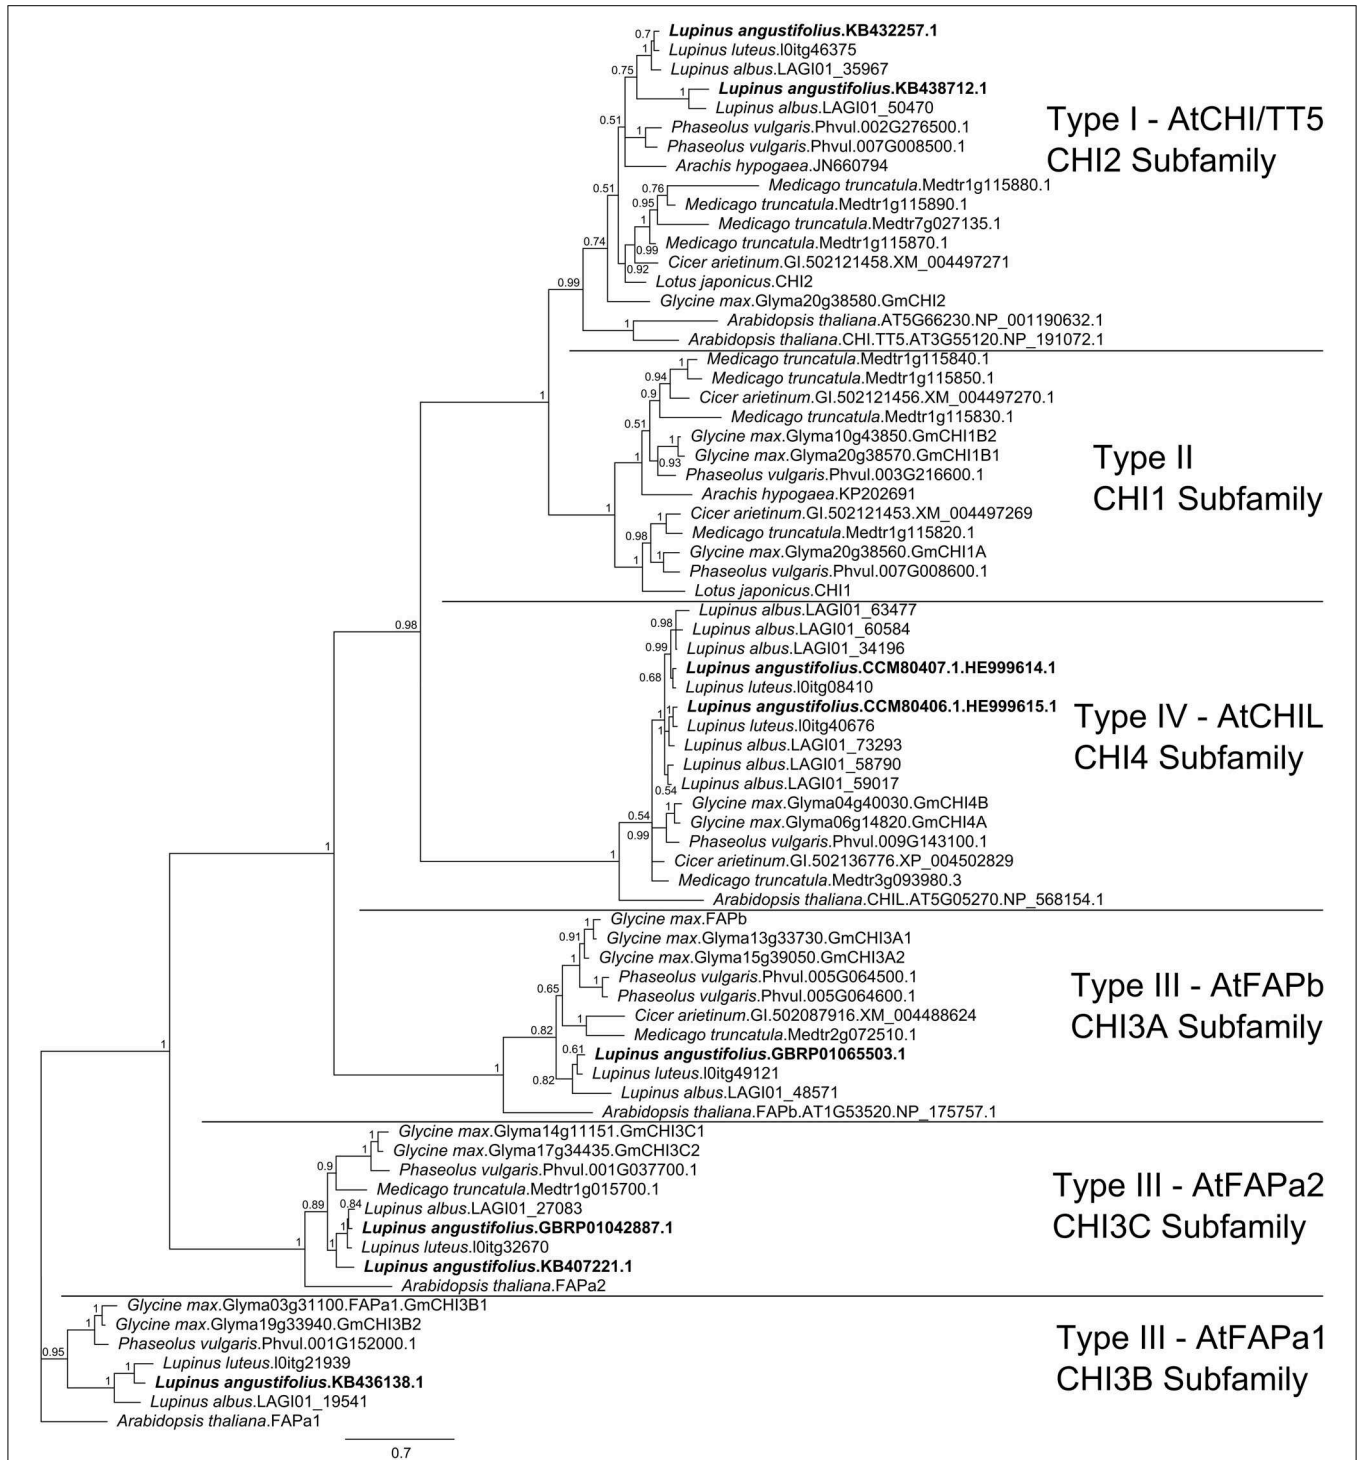 Lupinus angustifolius.KB432257.1
0.7
Lupinus luteus.l0itg46375
1
Lupinus albus.LAGI01_35967
0.75
Lupinus angustifolius.KB438712.1
1
Lupinus albus.LAGI01_50470
Type I - AtCHI/TT5
CHI2 Subfamily
0.51
Phaseolus vulgaris.Phvul.002G276500.1
1
Phaseolus vulgaris.Phvul.007G008500.1
Arachis hypogaea.JN660794
0.51
0.76
Medicago truncatula.Medtr1g115880.1
0.95
Medicago truncatula.Medtr1g115890.1
1
Medicago truncatula.Medtr7g027135.1
0.74
Medicago truncatula.Medtr1g115870.1
0.99
Cicer arietinum.GI.502121458.XM_004497271
0.92
Lotus japonicus.CHI2
0.99
Glycine max.Glyma20g38580.GmCHI2
Arabidopsis thaliana.AT5G66230.NP_001190632.1
1
Arabidopsis thaliana.CHI.TT5.AT3G55120.NP_191072.1
1
Medicago truncatula.Medtr1g115840.1
1
0.94
Medicago truncatula.Medtr1g115850.1
0.9
Cicer arietinum.GI.502121456.XM_004497270.1
Medicago truncatula.Medtr1g115830.1
0.51
Glycine max.Glyma10g43850.GmCHI1B2
1
Glycine max.Glyma20g38570.GmCHI1B1
0.93
Phaseolus vulgaris.Phvul.003G216600.1
1
Arachis hypogaea.KP202691
Type II
CHI1 Subfamily
1
Cicer arietinum.GI.502121453.XM_004497269
1
Medicago truncatula.Medtr1g115820.1
0.98
Glycine max.Glyma20g38560.GmCHI1A
1
Phaseolus vulgaris.Phvul.007G008600.1
1
Lotus japonicus.CHI1
0.98
Lupinus albus.LAGI01_63477
0.98
Lupinus albus.LAGI01_60584
0.99
Lupinus albus.LAGI01_34196
Lupinus angustifolius.CCM80407.1.HE999614.1
0.68
Lupinus luteus.l0itg08410
Lupinus angustifolius.CCM80406.1.HE999615.1
1
1
Lupinus luteus.l0itg40676
1
Lupinus albus.LAGI01_73293
Lupinus albus.LAGI01_58790
Lupinus albus.LAGI01_59017
0.54
Type IV - AtCHIL
CHI4 Subfamily
Glycine max.Glyma04g40030.GmCHI4B
1
0.54
Glycine max.Glyma06g14820.GmCHI4A
0.99
Phaseolus vulgaris.Phvul.009G143100.1
1
Cicer arietinum.GI.502136776.XP_004502829
Medicago truncatula.Medtr3g093980.3
Arabidopsis thaliana.CHIL.AT5G05270.NP_568154.1
1
Glycine max.FAPb
1
0.91
Glycine max.Glyma13g33730.GmCHI3A1
1
Glycine max.Glyma15g39050.GmCHI3A2
Phaseolus vulgaris.Phvul.005G064500.1
1
0.65
Phaseolus vulgaris.Phvul.005G064600.1
Cicer arietinum.GI.502087916.XM_004488624
1
0.82
Medicago truncatula.Medtr2g072510.1
0.61
Lupinus angustifolius.GBRP01065503.1
1
0.82
Lupinus luteus.l0itg49121
Lupinus albus.LAGI01_48571
Arabidopsis thaliana.FAPb.AT1G53520.NP_175757.1
Type III - AtFAPb
CHI3A Subfamily
1
Glycine max.Glyma14g11151.GmCHI3C1
1
1
Glycine max.Glyma17g34435.GmCHI3C2
0.9
Phaseolus vulgaris.Phvul.001G037700.1
Medicago truncatula.Medtr1g015700.1
0.89
0.84
Lupinus albus.LAGI01_27083
Lupinus angustifolius.GBRP01042887.1
1
1
1
Lupinus luteus.l0itg32670
Lupinus angustifolius.KB407221.1
Arabidopsis thaliana.FAPa2
Type III - AtFAPa2
CHI3C Subfamily
Glycine max.Glyma03g31100.FAPa1.GmCHI3B1
1
1
Glycine max.Glyma19g33940.GmCHI3B2
Phaseolus vulgaris.Phvul.001G152000.1
0.95
Lupinus luteus.l0itg21939
1
1
Lupinus angustifolius.KB436138.1
Lupinus albus.LAGI01_19541
Arabidopsis thaliana.FAPa1
Type III - AtFAPa1
CHI3B Subfamily
0.7